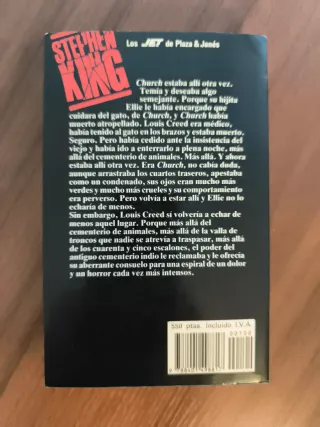 STEPHEN
KING
Los JET de Plaza & Janés
Church estaba allí otra vez.
Temía y deseaba algo
semejante. Porque su hijita
Ellie le había encargado que
cuidara del gato, de Church, y Church había
muerto atropellado. Louis Creed era médico,
había tenido al gato en los brazos y estaba muerto.
Seguro. Pero había cedido ante la insistencia del
viejo y había ido a enterrarlo a plena noche, más
allá del cementerio de animales. Más allá. Y ahora
estaba allí otra vez. Era Church, no cabía duda,
aunque arrastraba los cuartos traseros, apestaba
como un condenado, sus ojos eran mucho más
verdes y mucho más crueles y su comportamiento
era perverso. Pero volvía a estar allí y Ellie no lo
echaría de menos.
Sin embargo, Louis Creed sí volvería a echar de
menos aquel lugar. Porque más allá del
cementerio de animales, más allá de la valla de
troncos que nadie se atrevía a traspasar, más allá
de los cuarenta y cinco escalones, el poder del
antiguo cementerio indio le reclamaba y le ofrecía
su aberrante consuelo para una espiral de un dolor
y un horror cada vez más intensos.
550 ptas. Incluido I.V.A.